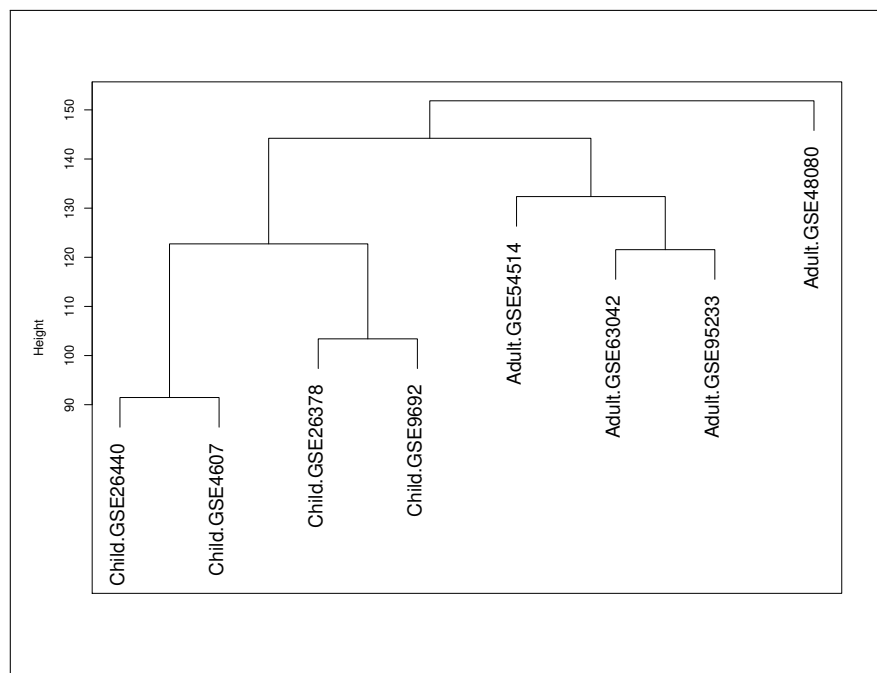 Height
150
140
130
120
110
100
90
Child.GSE26440
Child.GSE4607
Child.GSE26378
Child.GSE9692
Adult.GSE54514
Adult.GSE63042
Adult.GSE95233
Adult.GSE48080